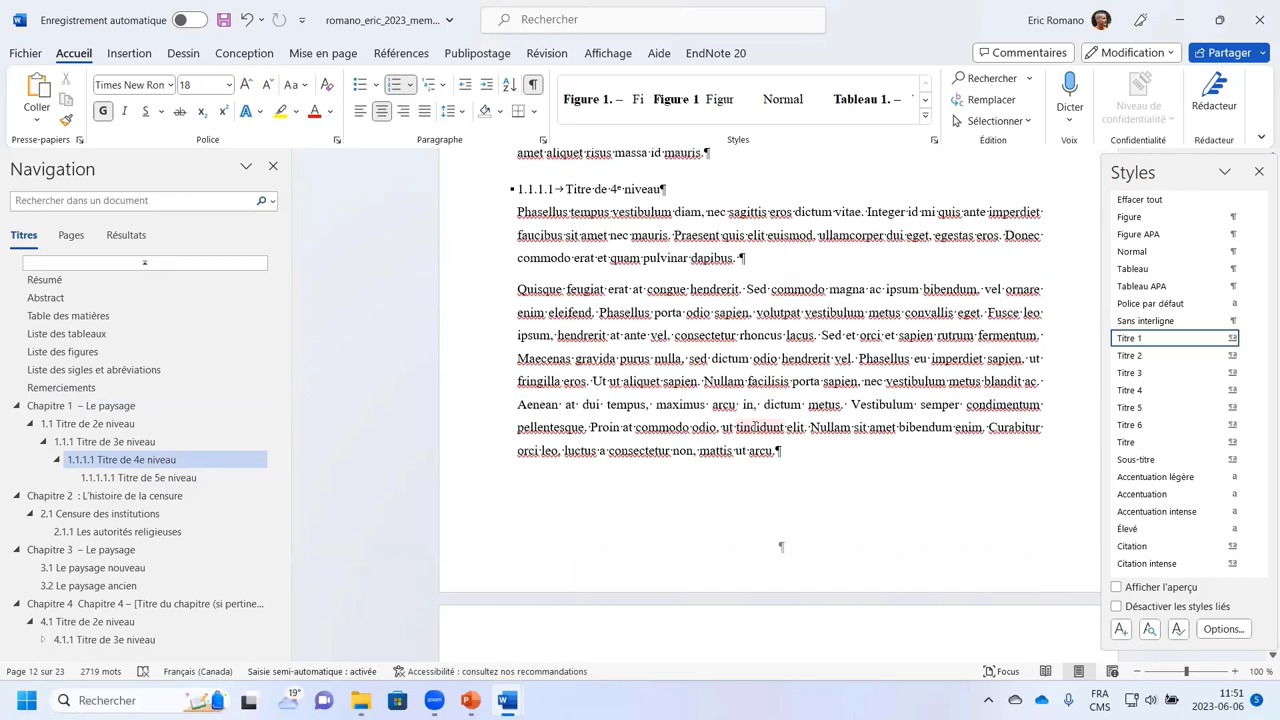 Enregistrement automatique
romano_eric_2023_mem...
Rechercher
Eric Romano
Fichier Accueil Insertion Dessin Conception Mise en page Références Publipostage Révision Affichage Aide EndNote 20
Commentaires Modification Partager
Coller
Times New Ron 18
G I S ab x₂ x²
Figure 1. – Fi Figure 1 Figur Normal Tableau 1. –
Rechercher
Remplacer
Sélectionner
Dicter
Niveau de confidentialité
Rédacteur
Presse-papiers Police Paragraphe Styles Édition Voix Confidentialité Rédacteur
Navigation
Rechercher dans un document
Titres Pages Résultats
Résumé
Abstract
Table des matières
Liste des tableaux
Liste des figures
Liste des sigles et abréviations
Remerciements
Chapitre 1 – Le paysage
1.1 Titre de 2e niveau
1.1.1 Titre de 3e niveau
1.1.1.1 Titre de 4e niveau
1.1.1.1.1 Titre de 5e niveau
Chapitre 2 : L'histoire de la censure
2.1 Censure des institutions
2.1.1 Les autorités religieuses
Chapitre 3 – Le paysage
3.1 Le paysage nouveau
3.2 Le paysage ancien
Chapitre 4 Chapitre 4 – [Titre du chapitre (si pertine...
4.1 Titre de 2e niveau
4.1.1 Titre de 3e niveau
amet·aliquet·risus·massa·id·mauris.¶
1.1.1.1→Titre·de·4e·niveau¶
Phasellus·tempus·vestibulum·diam,·nec·sagittis·eros·dictum·vitae.·Integer·id·mi·quis·ante·imperdiet·
faucibus·sit·amet·nec·mauris.·Praesent·quis·elit·euismod,·ullamcorper·dui·eget,·egestas·eros.·Donec·
commodo·erat·et·quam·pulvinar·dapibus.·¶
Quisque·feugiat·erat·at·congue·hendrerit.·Sed·commodo·magna·ac·ipsum·bibendum,·vel·ornare·
enim·eleifend.·Phasellus·porta·odio·sapien,·volutpat·vestibulum·metus·convallis·eget.·Fusce·leo·
ipsum,·hendrerit·at·ante·vel,·consectetur·rhoncus·lacus.·Sed·et·orci·et·sapien·rutrum·fermentum.·
Maecenas·gravida·purus·nulla,·sed·dictum·odio·hendrerit·vel.·Phasellus·eu·imperdiet·sapien,·ut·
fringilla·eros.·Ut·ut·aliquet·sapien.·Nullam·facilisis·porta·sapien,·nec·vestibulum·metus·blandit·ac.·
Aenean·at·dui·tempus,·maximus·arcu·in,·dictum·metus.·Vestibulum·semper·condimentum·
pellentesque.·Proin·at·commodo·odio,·ut·tincidunt·elit.·Nullam·sit·amet·bibendum·enim.·Curabitur·
orci·leo,·luctus·a·consectetur·non,·mattis·ut·arcu.¶
¶
Styles
Effacer tout
Figure ¶
Figure APA ¶
Normal ¶
Tableau ¶
Tableau APA ¶
Police par défaut a
Sans interligne ¶
Titre 1 ¶a
Titre 2 ¶a
Titre 3 ¶a
Titre 4 ¶a
Titre 5 ¶a
Titre 6 ¶a
Titre ¶a
Sous-titre ¶a
Accentuation légère a
Accentuation a
Accentuation intense a
Élevé a
Citation ¶a
Citation intense ¶a
Afficher l'aperçu
Désactiver les styles liés
Options...
Page 12 sur 23 2719 mots Français (Canada) Saisie semi-automatique : activée Accessibilité : consultez nos recommandations Focus 100 %
Rechercher
19°
zoom
FRA
CMS
11:51
2023-06-06
5